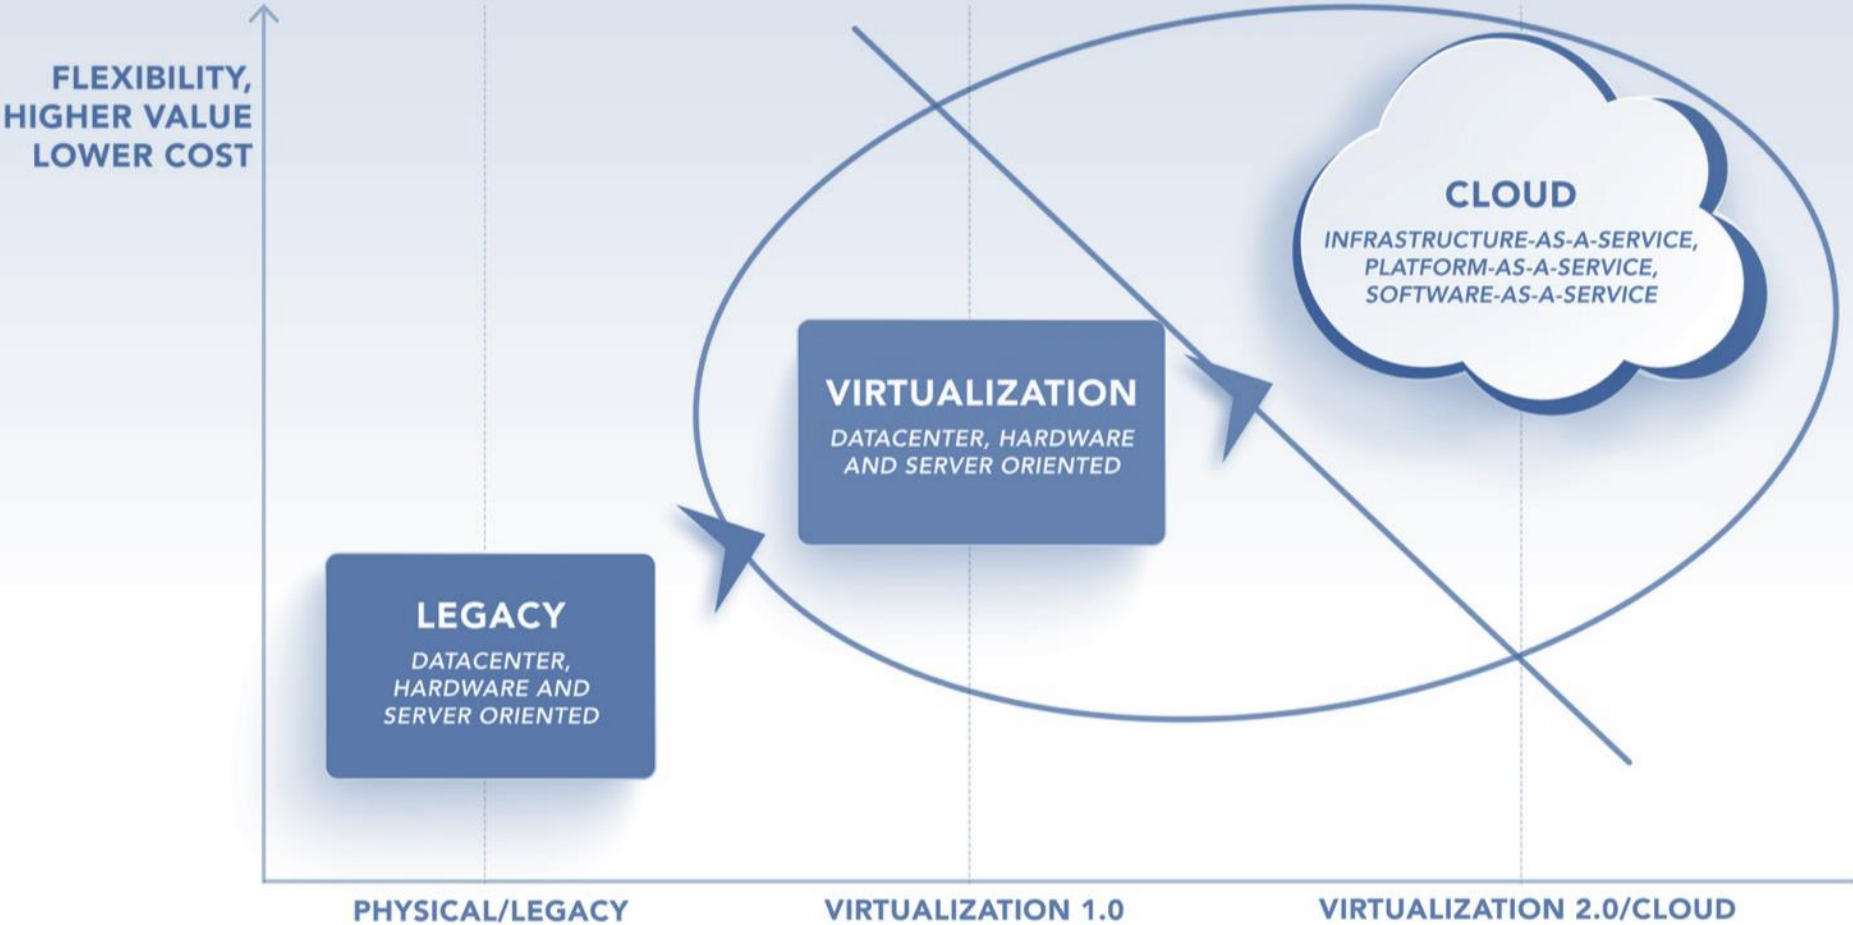 FLEXIBILITY,
HIGHER VALUE
LOWER COST
CLOUD
INFRASTRUCTURE-AS-A-SERVICE,
PLATFORM-AS-A-SERVICE,
SOFTWARE-AS-A-SERVICE
VIRTUALIZATION
DATACENTER, HARDWARE
AND SERVER ORIENTED
LEGACY
DATACENTER,
HARDWARE AND
SERVER ORIENTED
PHYSICAL/LEGACY
VIRTUALIZATION 1.0
VIRTUALIZATION 2.0/CLOUD